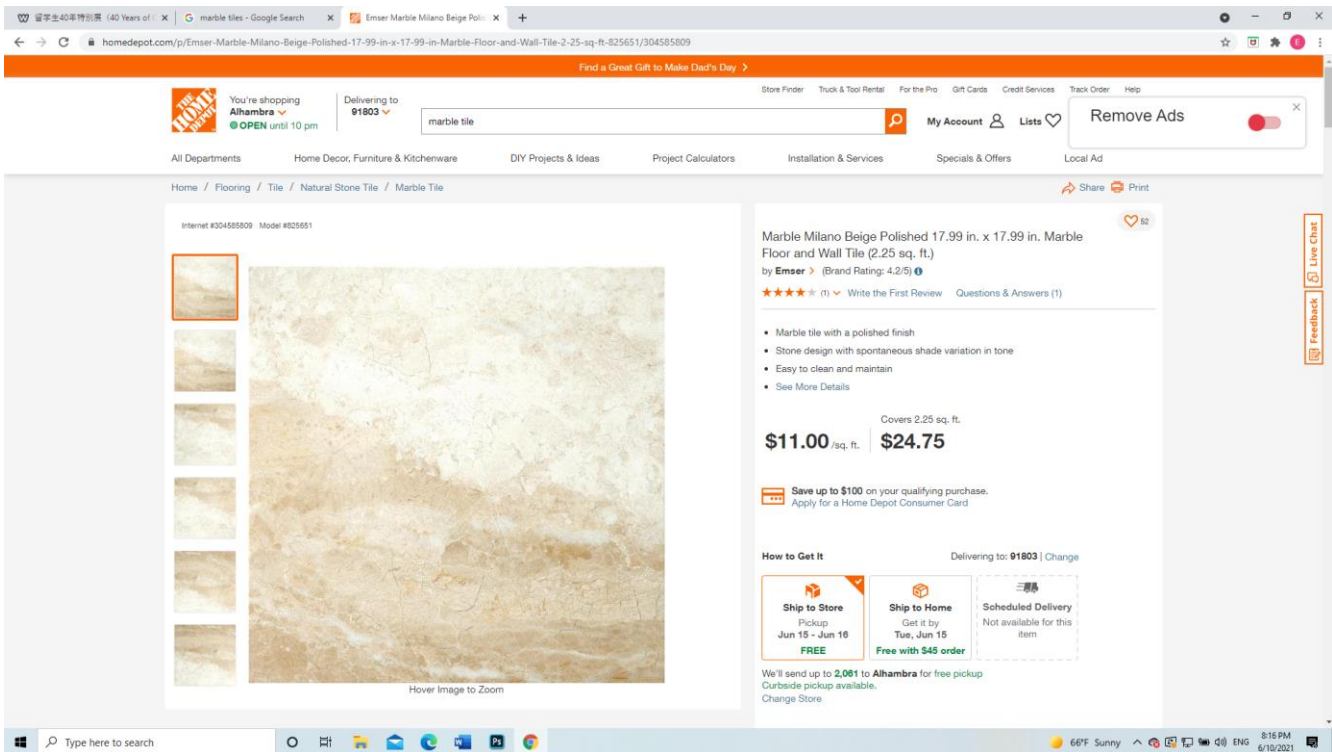 留学生40年特别展（40 Years of
marble tiles - Google Search
Emser Marble Milano Beige Polis
homedepot.com/p/Emser-Marble-Milano-Beige-Polished-17-99-in-x-17-99-in-Marble-Floor-and-Wall-Tile-2-25-sq-ft-825651/304585809
E
Find a Great Gift to Make Dad's Day >
Store Finder Truck & Tool Rental For the Pro Gift Cards Credit Services Track Order Help
THE HOME DEPOT
You're shopping
Alhambra
OPEN until 10 pm
Delivering to
91803
marble tile
My Account
Lists
Remove Ads
All Departments Home Decor, Furniture & Kitchenware DIY Projects & Ideas Project Calculators Installation & Services Specials & Offers Local Ad
Home / Flooring / Tile / Natural Stone Tile / Marble Tile
Share Print
Internet #304585809 Model #825651
Hover Image to Zoom
52
Marble Milano Beige Polished 17.99 in. x 17.99 in. Marble
Floor and Wall Tile (2.25 sq. ft.)
by Emser > (Brand Rating: 4.2/5)
(1) Write the First Review Questions & Answers (1)
• Marble tile with a polished finish
• Stone design with spontaneous shade variation in tone
• Easy to clean and maintain
• See More Details
Covers 2.25 sq. ft.
$11.00 /sq. ft. $24.75
Save up to $100 on your qualifying purchase.
Apply for a Home Depot Consumer Card
How to Get It
Delivering to: 91803 | Change
Ship to Store
Pickup
Jun 15 - Jun 16
FREE
Ship to Home
Get it by
Tue, Jun 15
Free with $45 order
Scheduled Delivery
Not available for this
item
We'll send up to 2,061 to Alhambra for free pickup
Curbside pickup available.
Change Store
Live Chat
Feedback
Type here to search
Ps
66°F Sunny
ENG
8:16 PM
6/10/2021